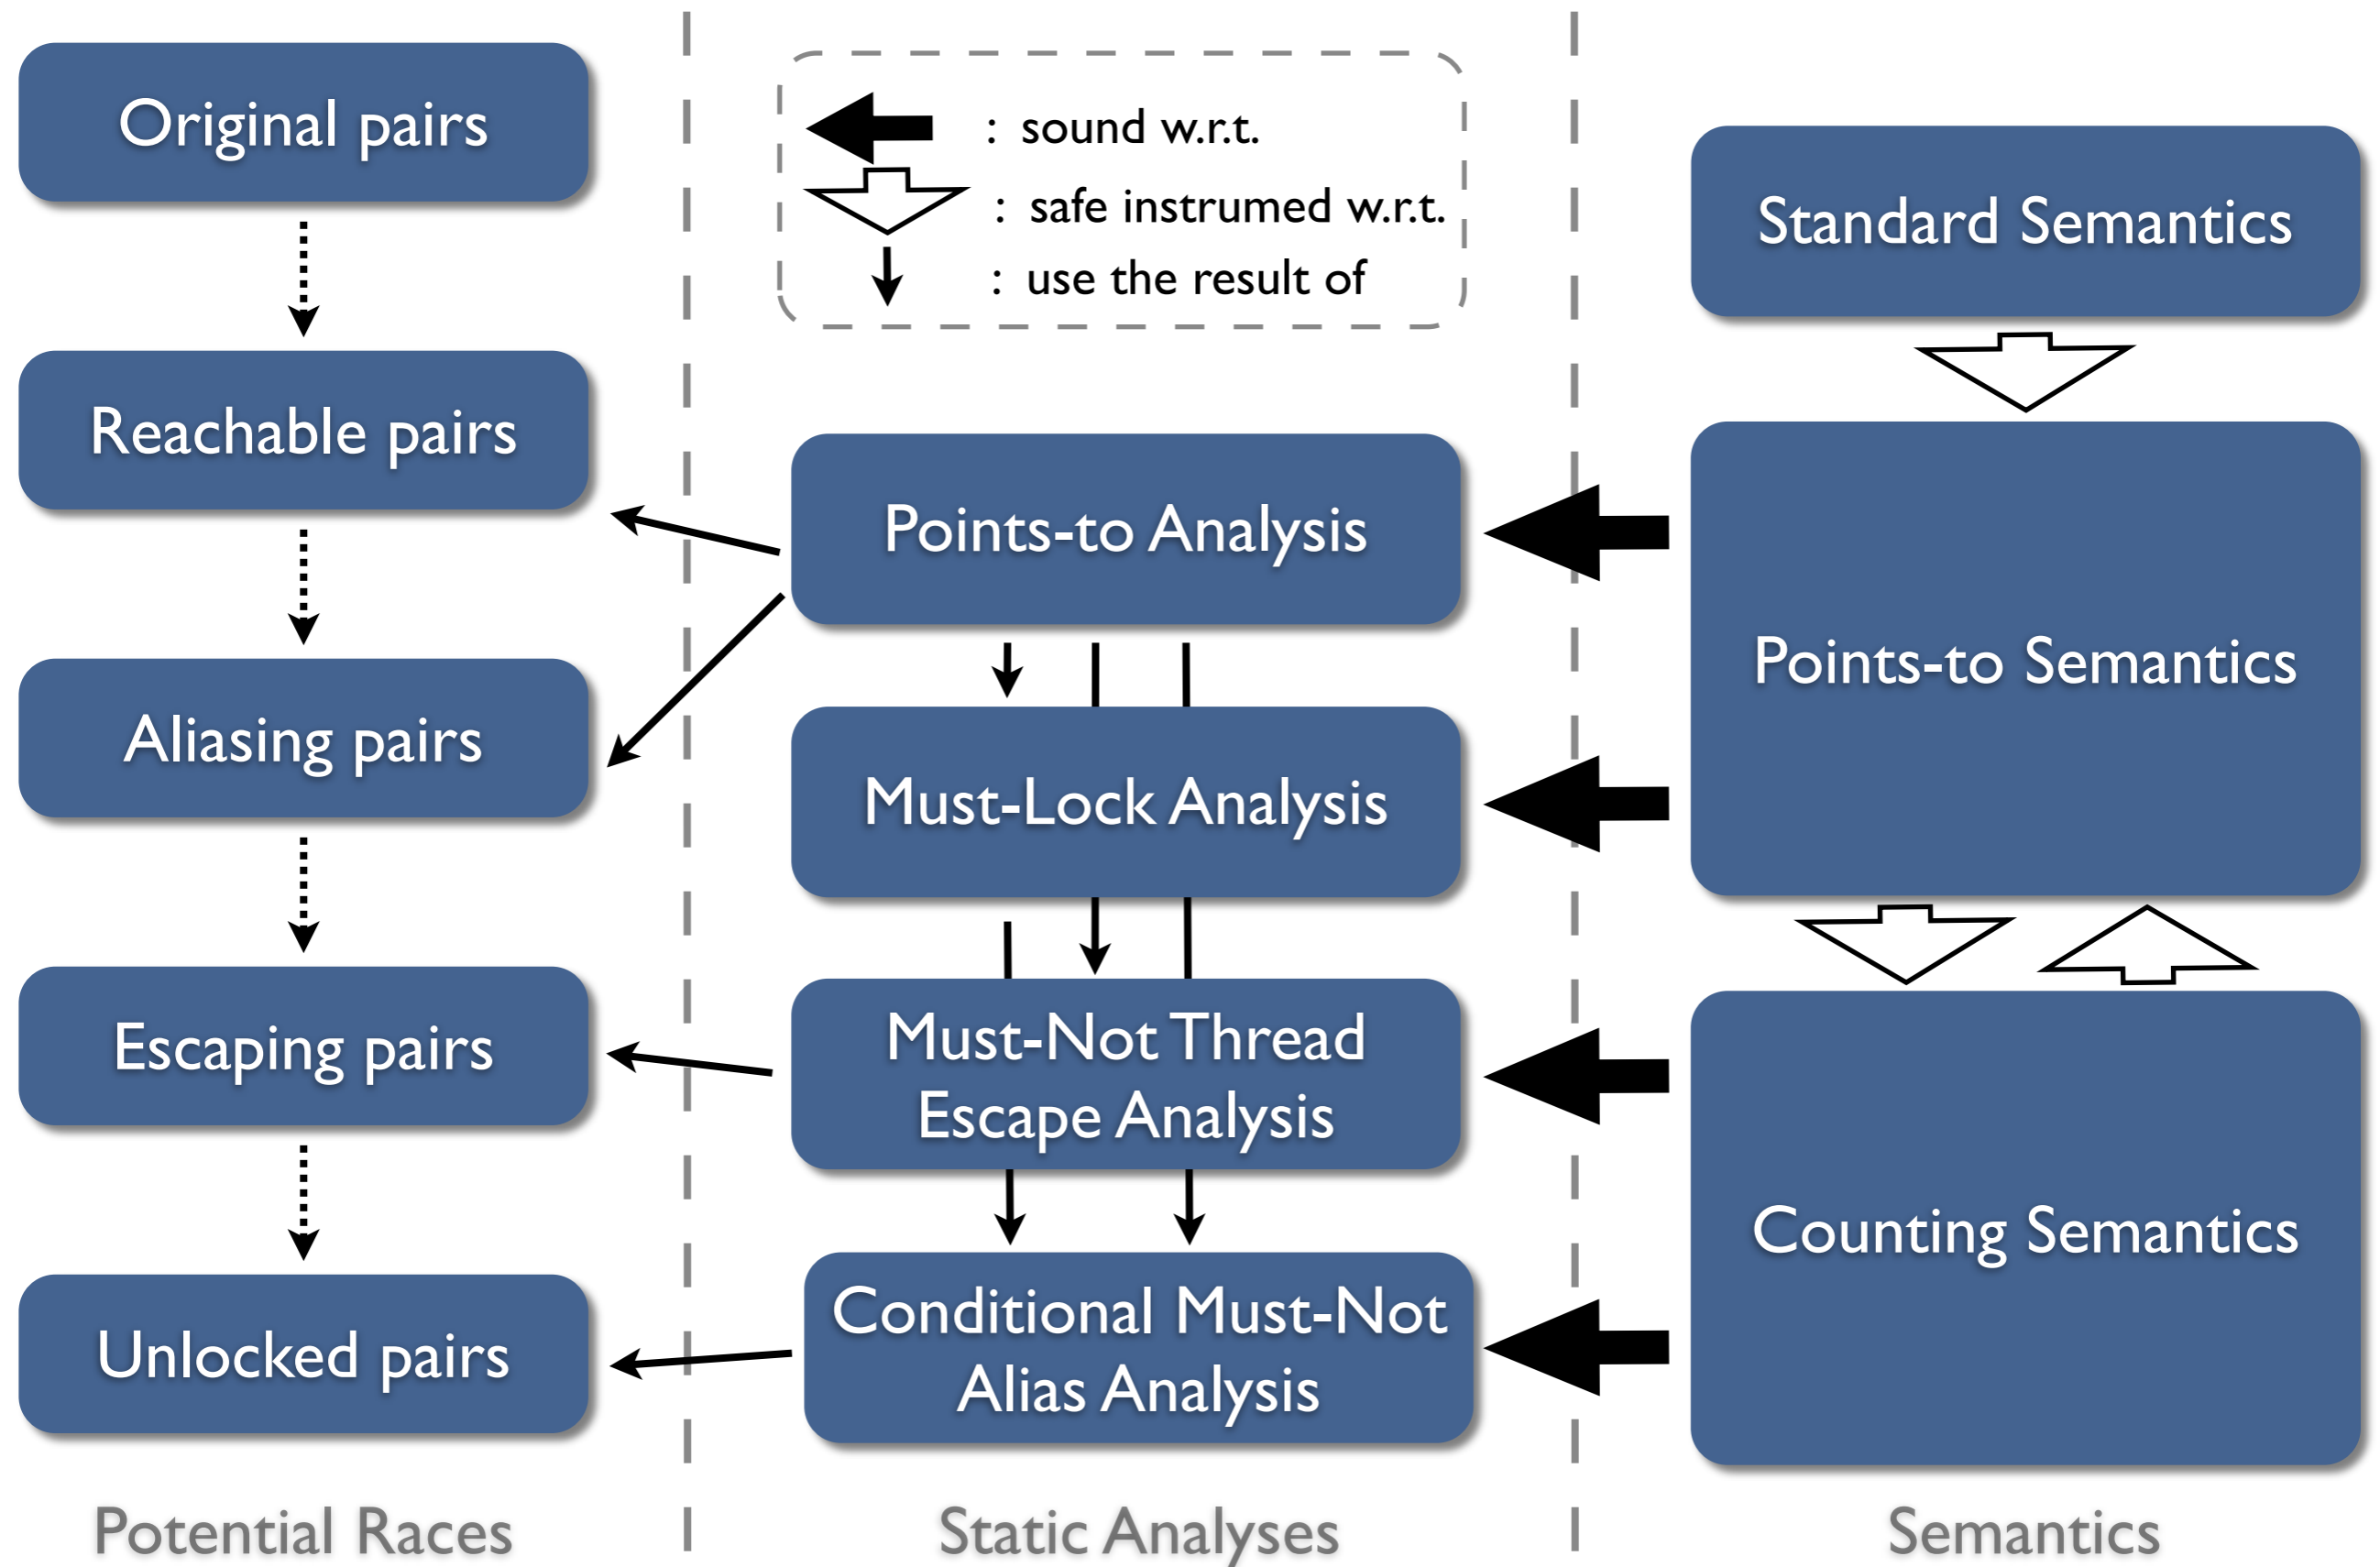 Original pairs
Reachable pairs
Aliasing pairs
Escaping pairs
Unlocked pairs
Potential Races
: sound w.r.t.
: safe instrumed w.r.t.
: use the result of
Points-to Analysis
Must-Lock Analysis
Must-Not Thread
Escape Analysis
Conditional Must-Not
Alias Analysis
Static Analyses
Standard Semantics
Points-to Semantics
Counting Semantics
Semantics